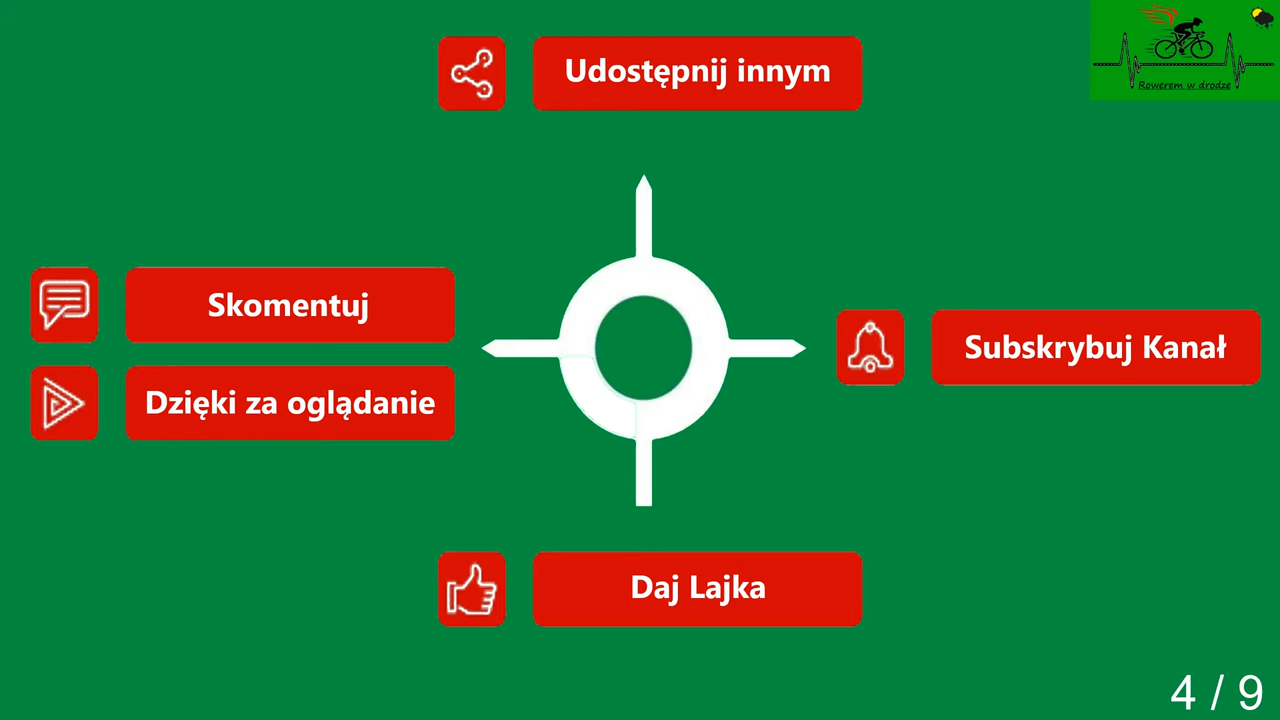 Udostępnij innym
Rowerem w drodze
Skomentuj
Dzięki za oglądanie
Subskrybuj Kanał
Daj Lajka
4 / 9